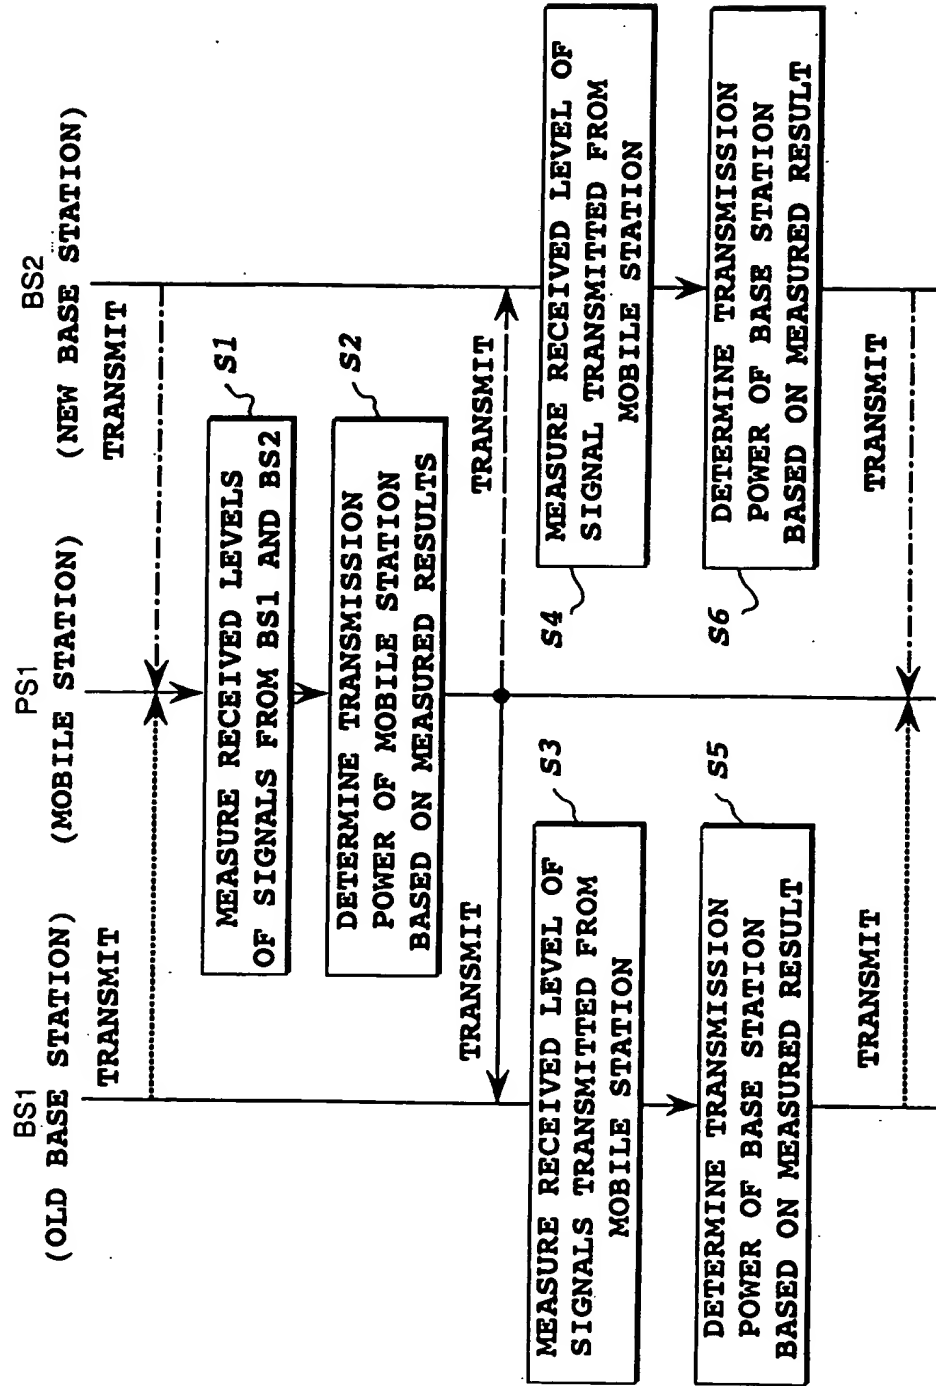 BS1
(OLD BASE STATION)
PS1
(MOBILE STATION)
BS2
(NEW BASE STATION)
TRANSMIT
TRANSMIT
S1
MEASURE RECEIVED LEVELS
OF SIGNALS FROM BS1 AND BS2
S2
DETERMINE TRANSMISSION
POWER OF MOBILE STATION
BASED ON MEASURED RESULTS
TRANSMIT
TRANSMIT
S3
MEASURE RECEIVED LEVEL OF
SIGNALS TRANSMITTED FROM
MOBILE STATION
S4
MEASURE RECEIVED LEVEL OF
SIGNAL TRANSMITTED FROM
MOBILE STATION
S5
DETERMINE TRANSMISSION
POWER OF BASE STATION
BASED ON MEASURED RESULT
S6
DETERMINE TRANSMISSION
POWER OF BASE STATION
BASED ON MEASURED RESULT
TRANSMIT
TRANSMIT